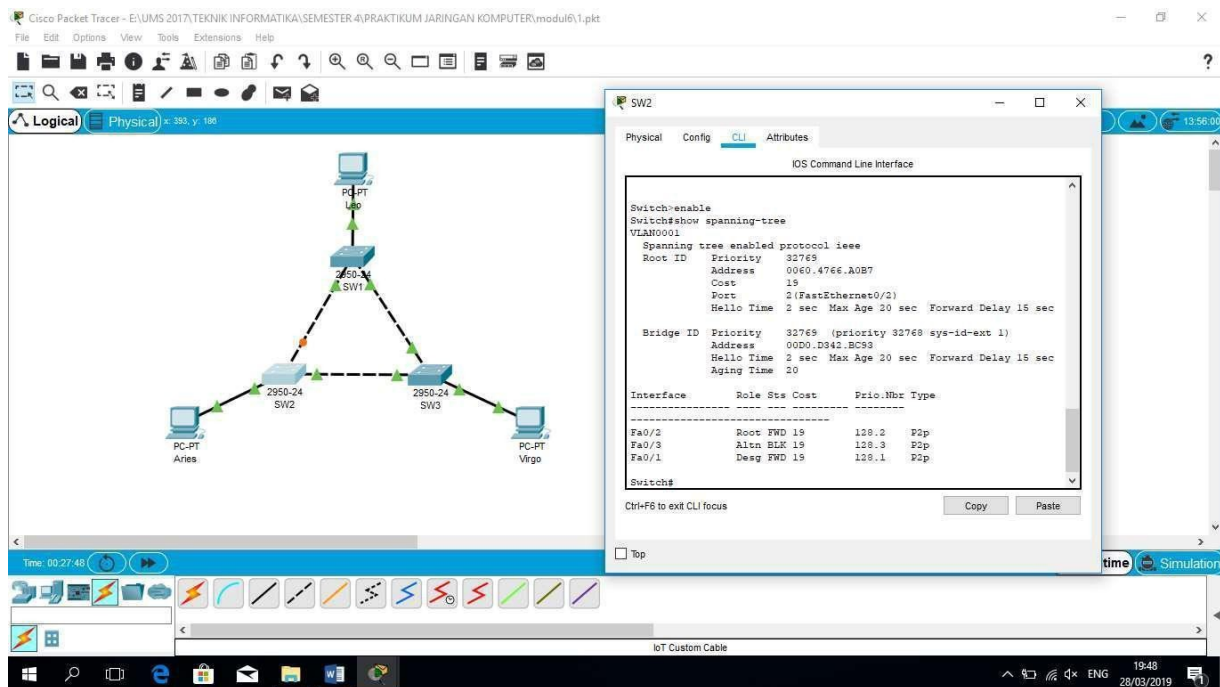 Cisco Packet Tracer - E:\UMS 2017\TEKNIK INFORMATIKA\SEMESTER 4\PRAKTIKUM JARINGAN KOMPUTER\modul6\1.pkt
File Edit Options View Tools Extensions Help
?
Logical
Physical
x: 393, y: 186
13:56:00
PC-PT
Leo
2950-24
SW1
2950-24
SW2
2950-24
SW3
PC-PT
Aries
PC-PT
Virgo
SW2
Physical Config CLI Attributes
IOS Command Line Interface
Switch>enable
Switch#show spanning-tree
VLAN0001
Spanning tree enabled protocol ieee
Root ID Priority 32769
Address 0060.4766.A0B7
Cost 19
Port 2(FastEthernet0/2)
Hello Time 2 sec Max Age 20 sec Forward Delay 15 sec
Bridge ID Priority 32769 (priority 32768 sys-id-ext 1)
Address 00D0.D342.BC93
Hello Time 2 sec Max Age 20 sec Forward Delay 15 sec
Aging Time 20
Interface Role Sts Cost Prio.Nbr Type
---------------- ---- --- --------- -------- --------------------------------
Fa0/2 Root FWD 19 128.2 P2p
Fa0/3 Altn BLK 19 128.3 P2p
Fa0/1 Desg FWD 19 128.1 P2p
Switch#
Ctrl+F6 to exit CLI focus
Copy
Paste
Top
Time: 00:27:48
time
Simulation
IoT Custom Cable
ENG
19:48
28/03/2019